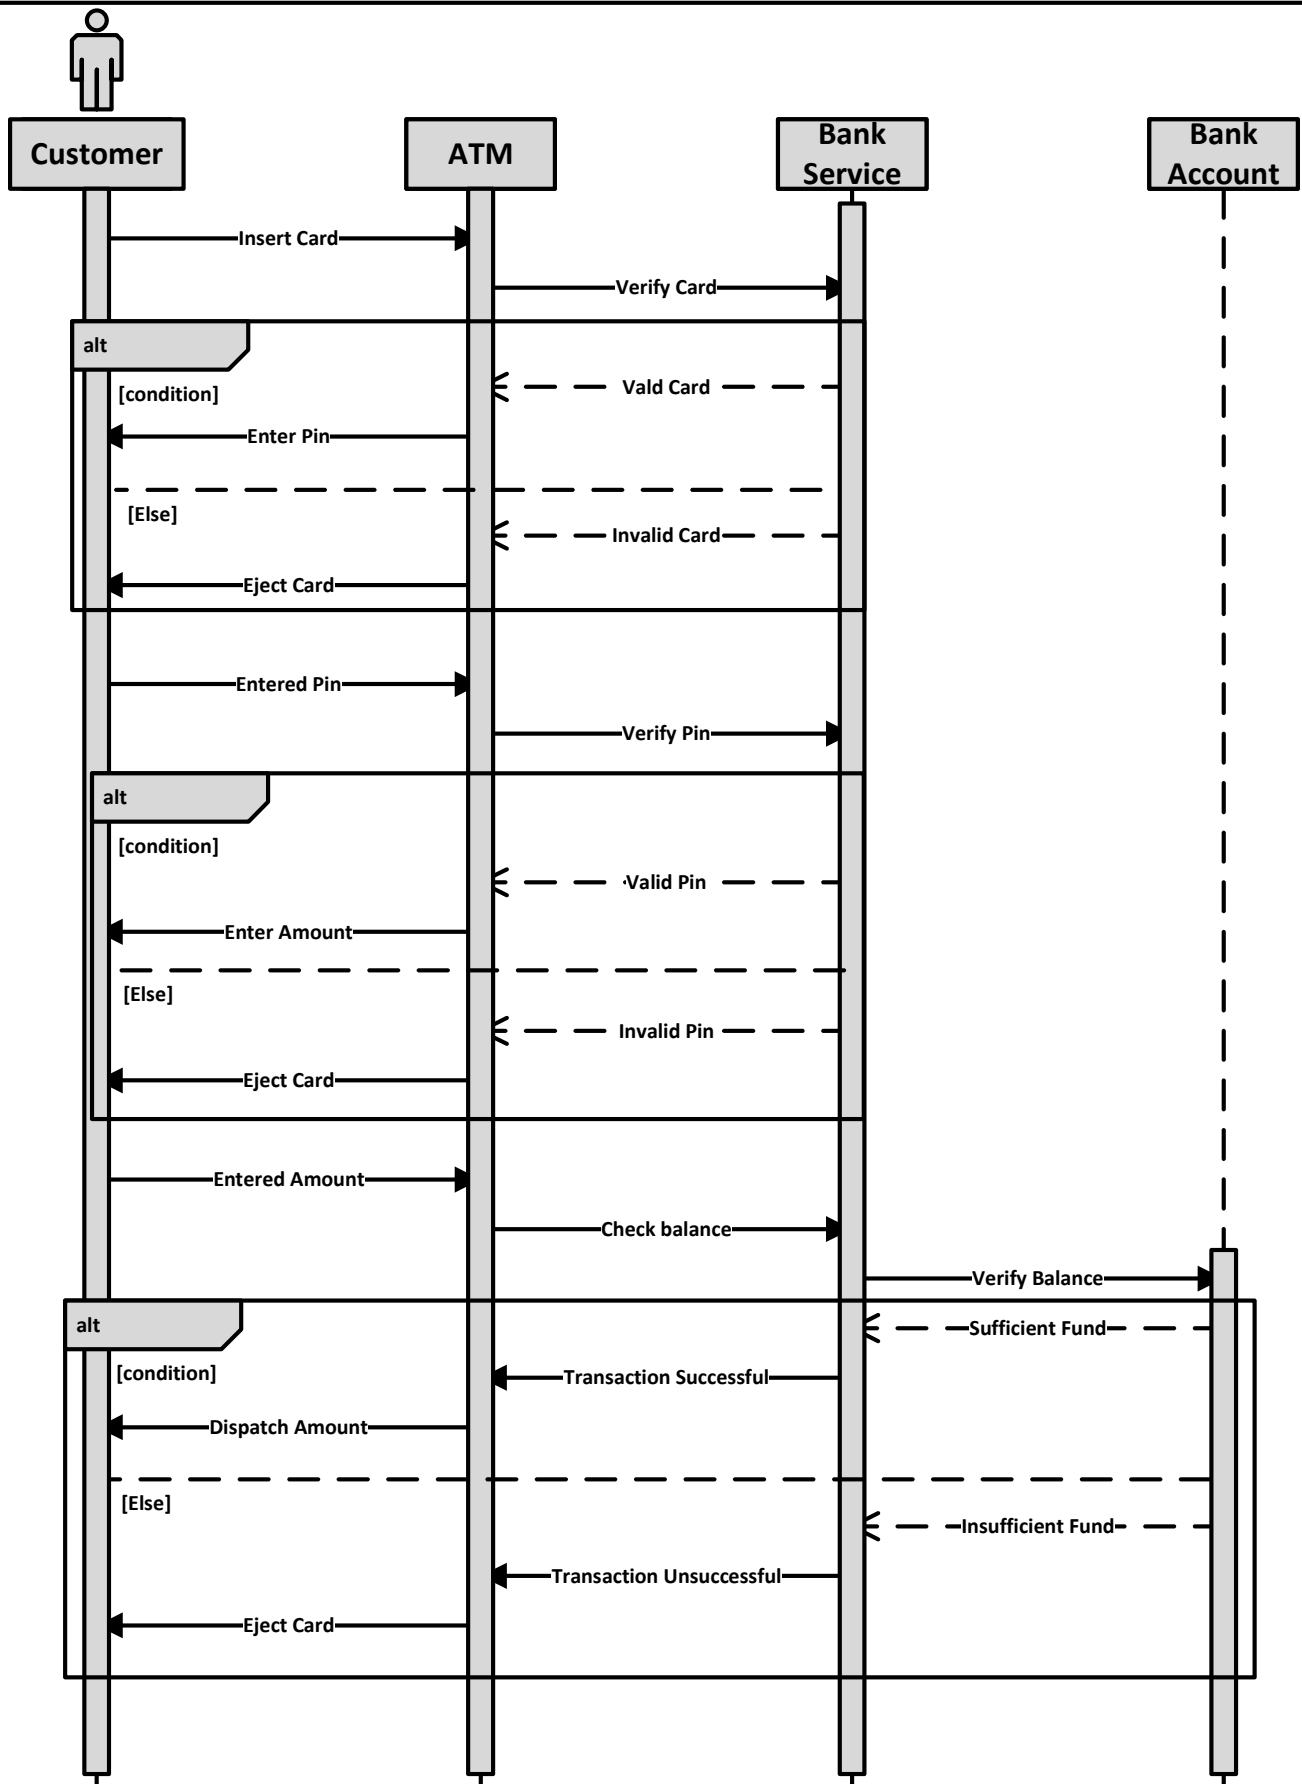 Customer
ATM
Bank
Service
Bank
Account
Insert Card
Verify Card
alt
[condition]
Vald Card
Enter Pin
[Else]
Invalid Card
Eject Card
Entered Pin
Verify Pin
alt
[condition]
Valid Pin
Enter Amount
[Else]
Invalid Pin
Eject Card
Entered Amount
Check balance
Verify Balance
alt
Sufficient Fund
[condition]
Transaction Successful
Dispatch Amount
[Else]
Insufficient Fund
Transaction Unsuccessful
Eject Card